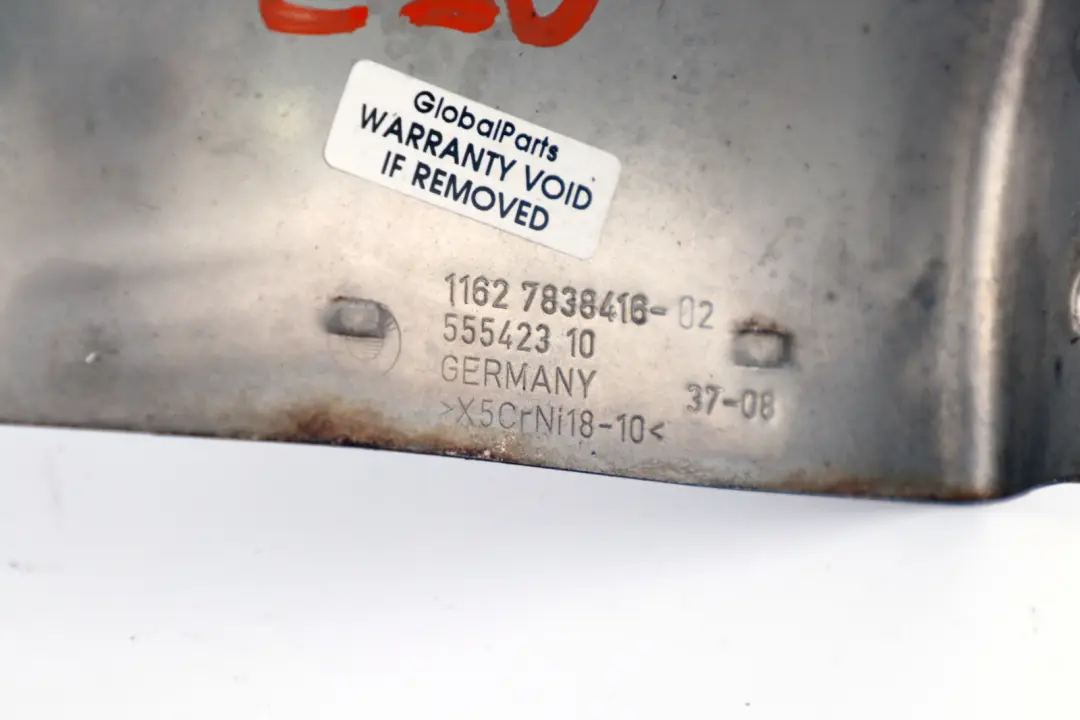 GlobalParts
WARRANTY VOID
IF REMOVED
1162 7838416-02
555423 10
GERMANY
37-08
>X5CrNi18-10<